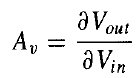 A_v = ∂V_out / ∂V_in